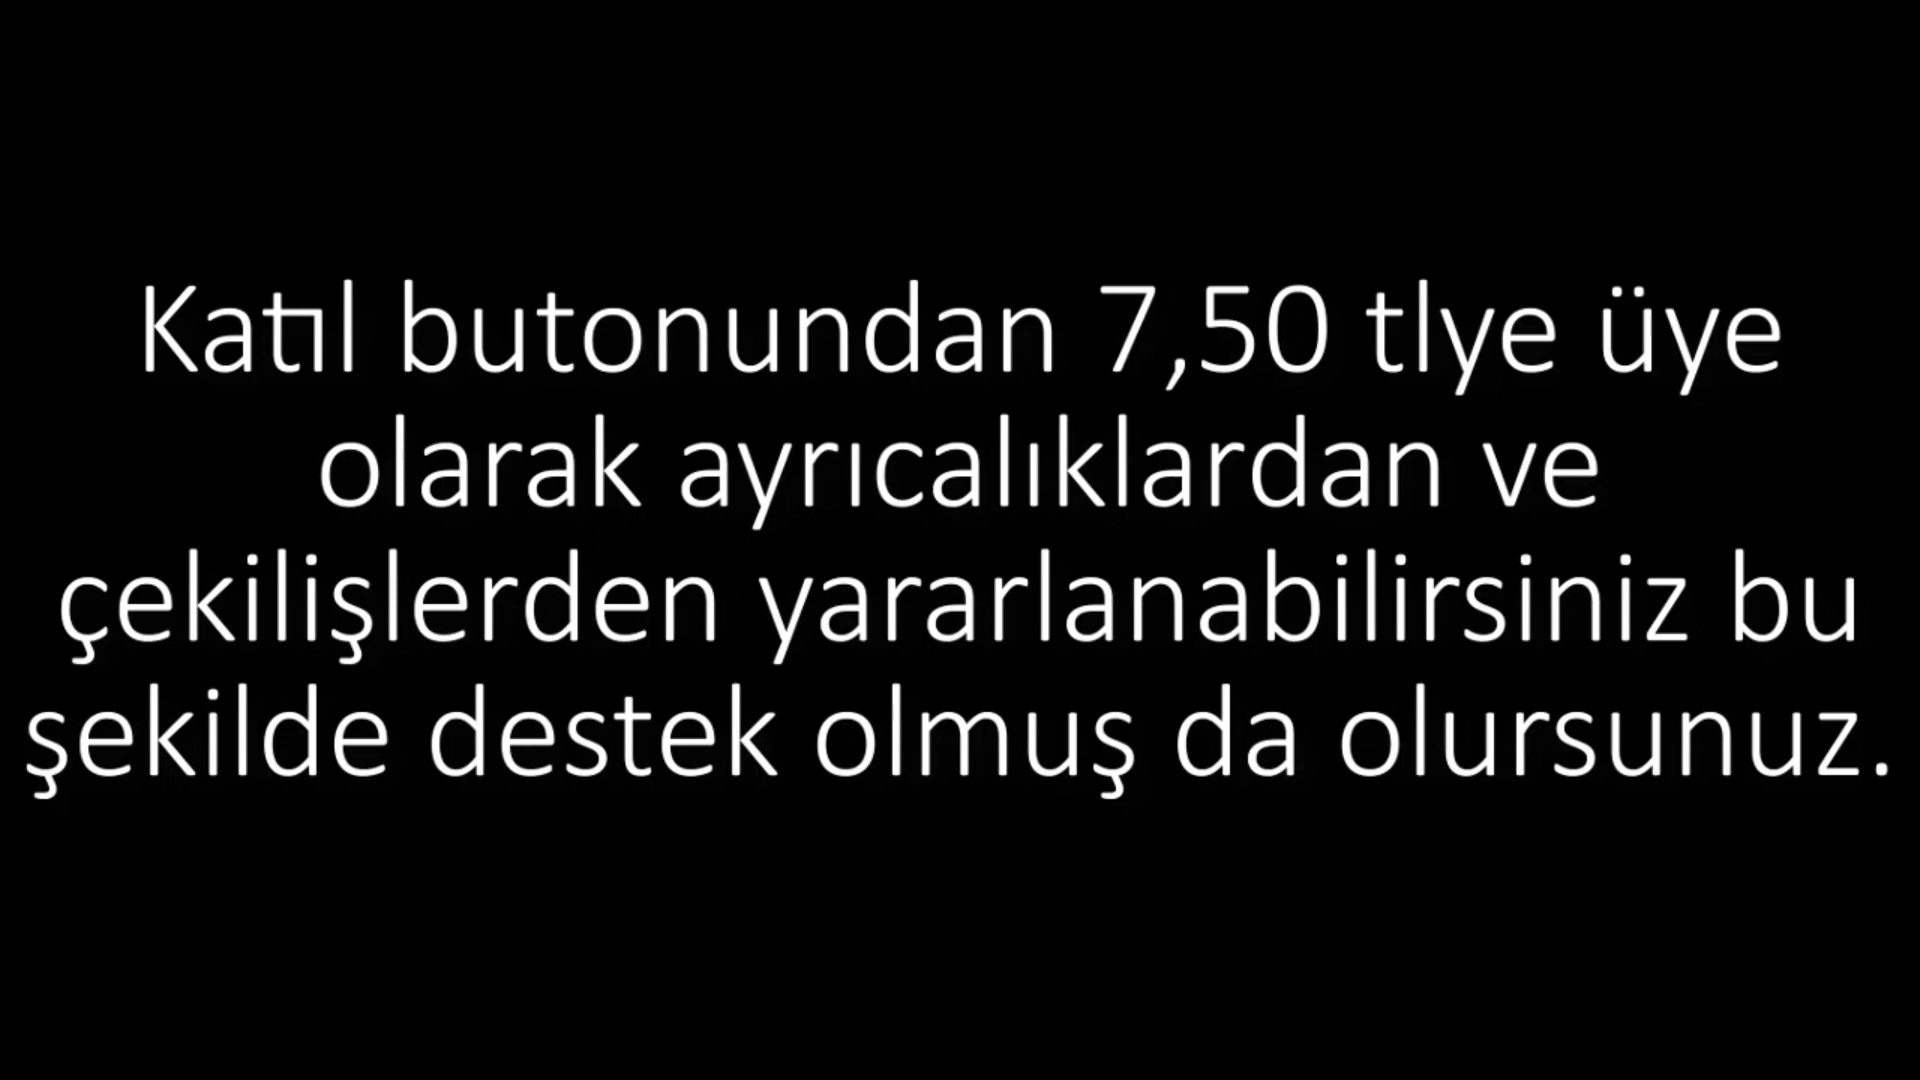 Katıl butonundan 7,50 tlye üye
olarak ayrıcalıklardan ve
çekilişlerden yararlanabilirsiniz bu
şekilde destek olmuş da olursunuz.